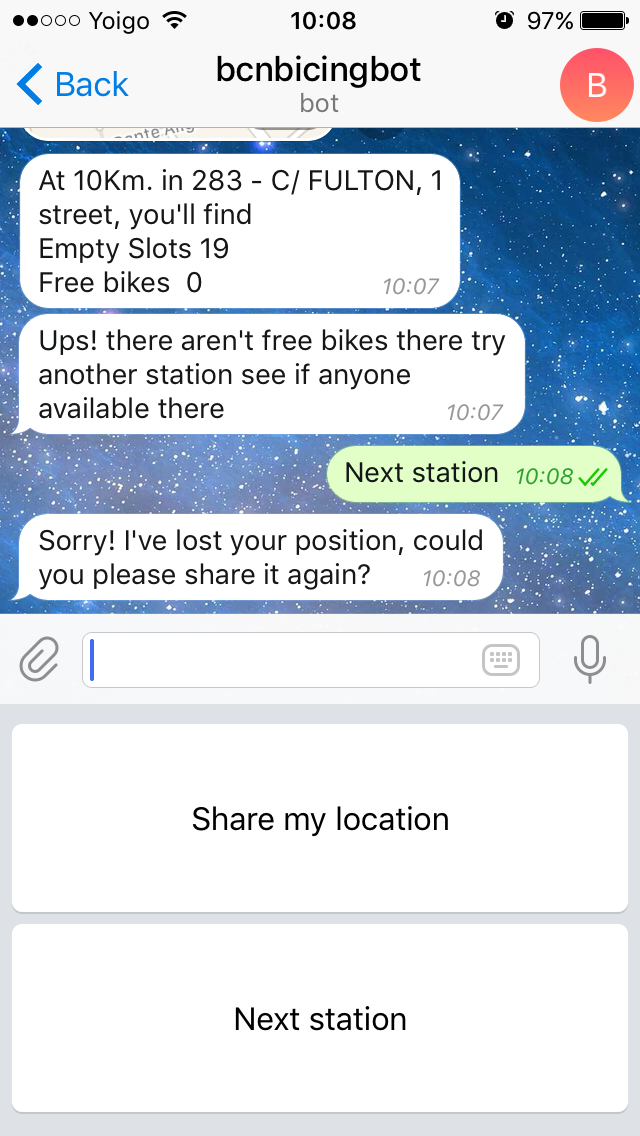 Yoigo 10:08 97%
Back bcnbicingbot B
bot
At 10Km. in 283 - C/ FULTON, 1
street, you'll find
Empty Slots 19
Free bikes 0 10:07
Ups! there aren't free bikes there try
another station see if anyone
available there 10:07
Next station 10:08
Sorry! I've lost your position, could
you please share it again? 10:08
Share my location
Next station